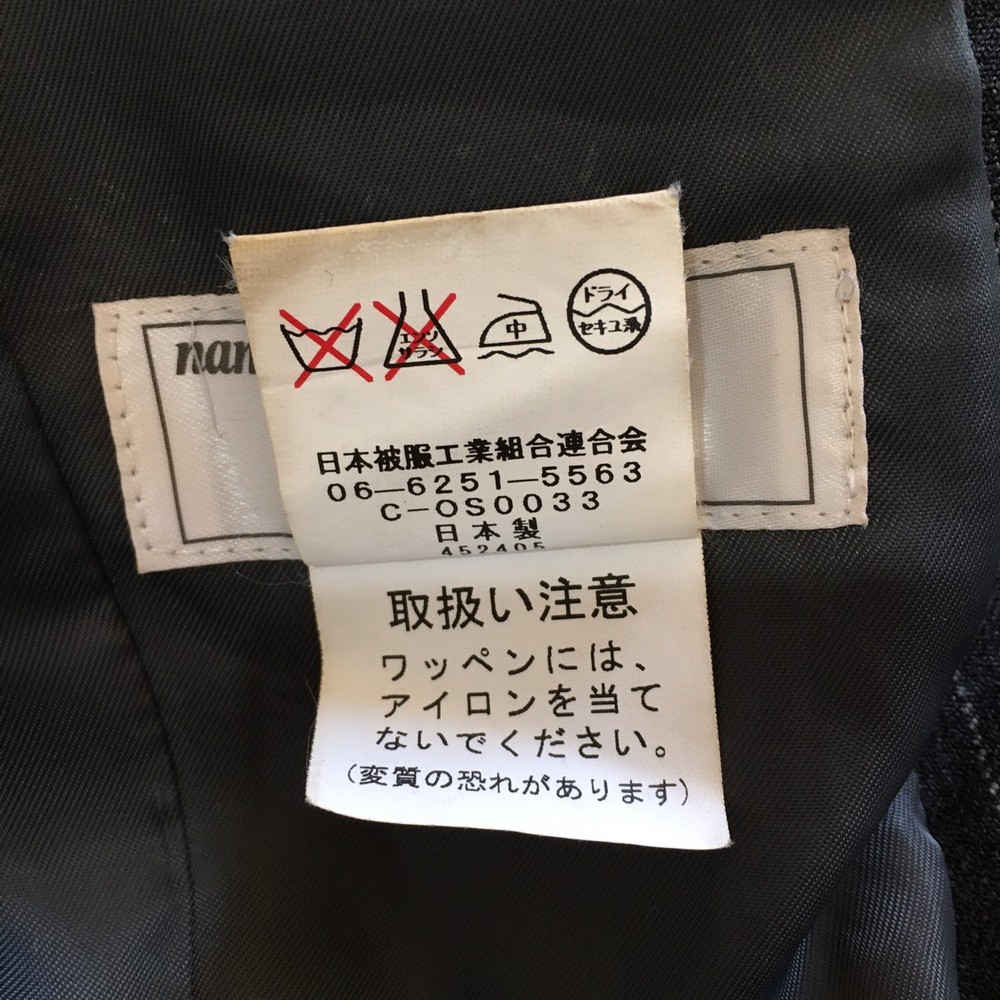 エンソ
サラシ
中
ドライ
セキユ系
日本被服工業組合連合会
06-6251-5563
C-OS0033
日本製
452405
取扱い注意
ワッペンには、
アイロンを当て
ないでください。
(変質の恐れがあります)